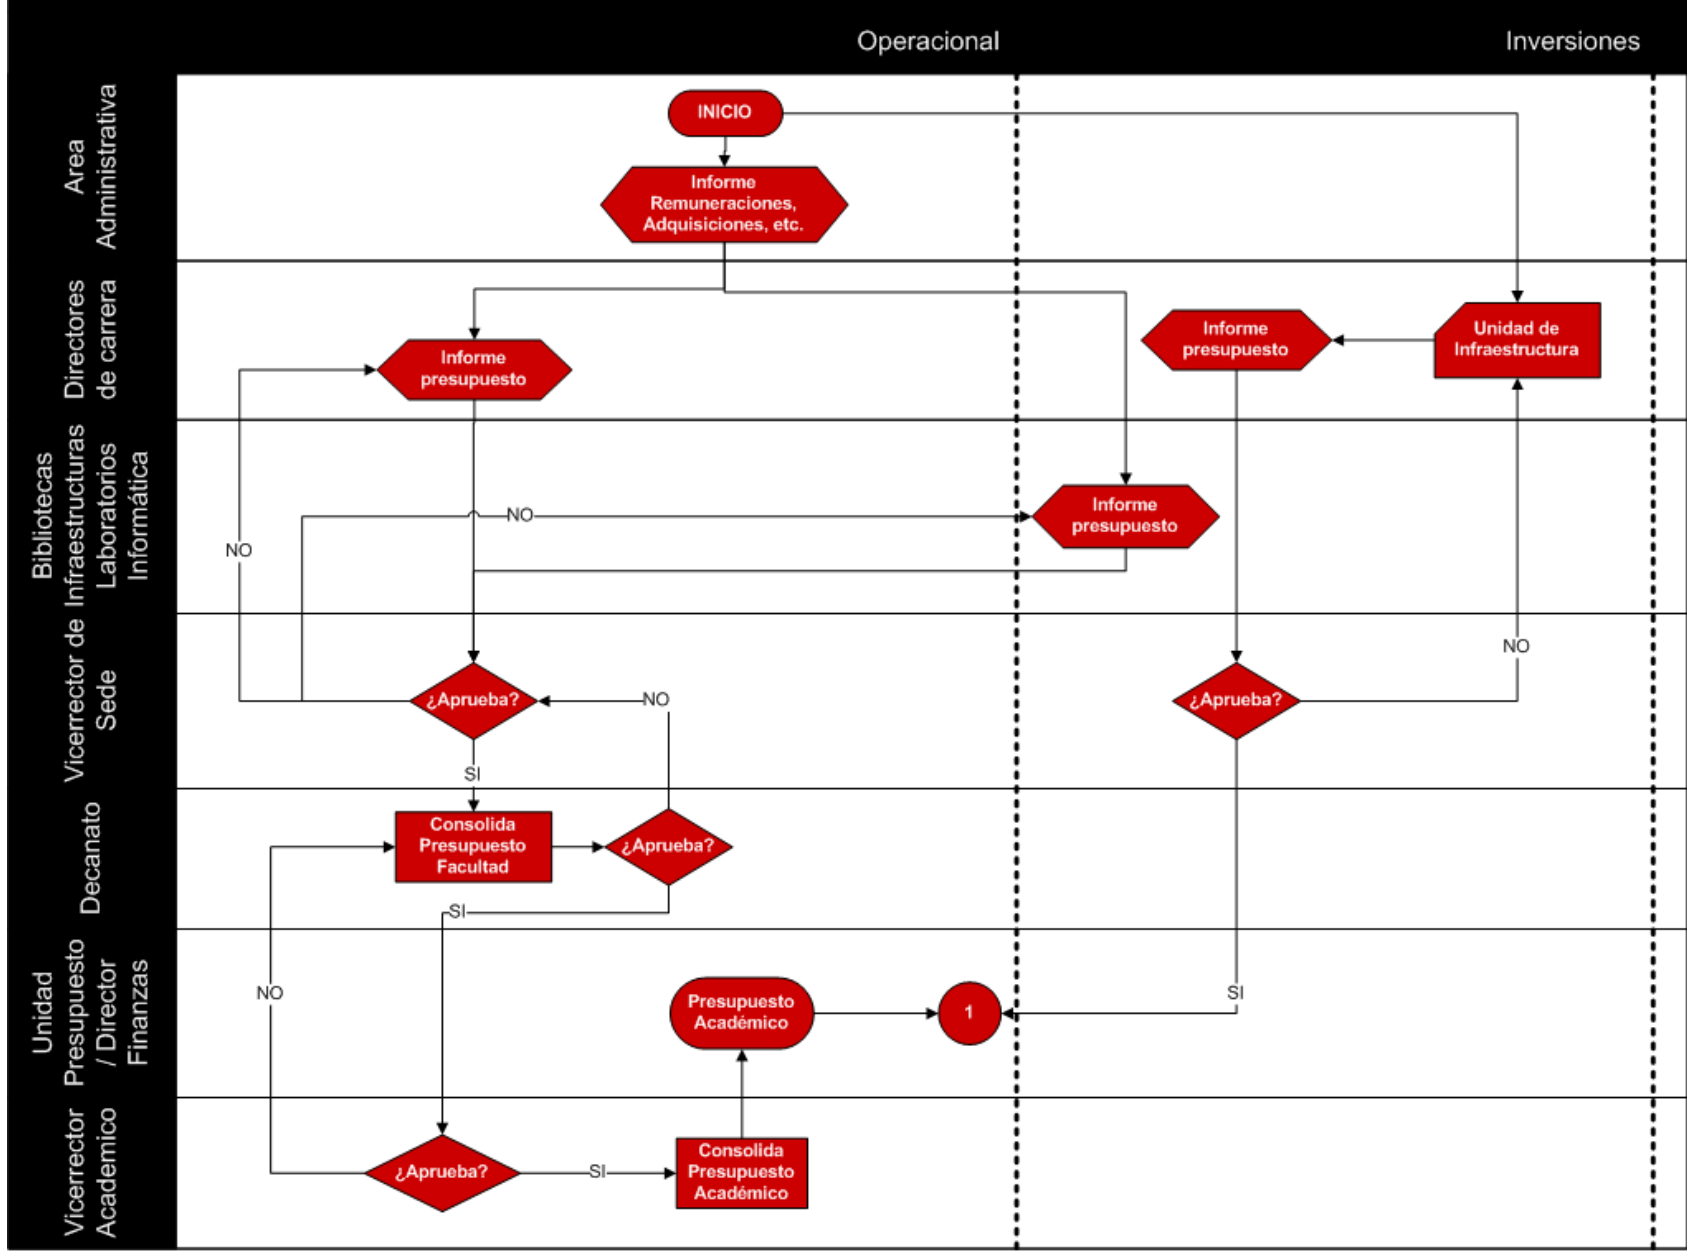 Operacional
Inversiones
Area
Administrativa
INICIO
Informe
Remuneraciones,
Adquisiciones, etc.
Directores
de carrera
Informe
presupuesto
Informe
presupuesto
Unidad de
Infraestructura
Bibliotecas
Infraestructuras
Laboratorios
Informática
NO
NO
Informe
presupuesto
Vicerrector de
Sede
¿Aprueba?
NO
SI
¿Aprueba?
NO
Decanato
Consolida
Presupuesto
Facultad
¿Aprueba?
SI
Unidad
Presupuesto
/ Director
Finanzas
NO
Presupuesto
Académico
1
SI
Vicerrector
Academico
¿Aprueba?
SI
Consolida
Presupuesto
Académico